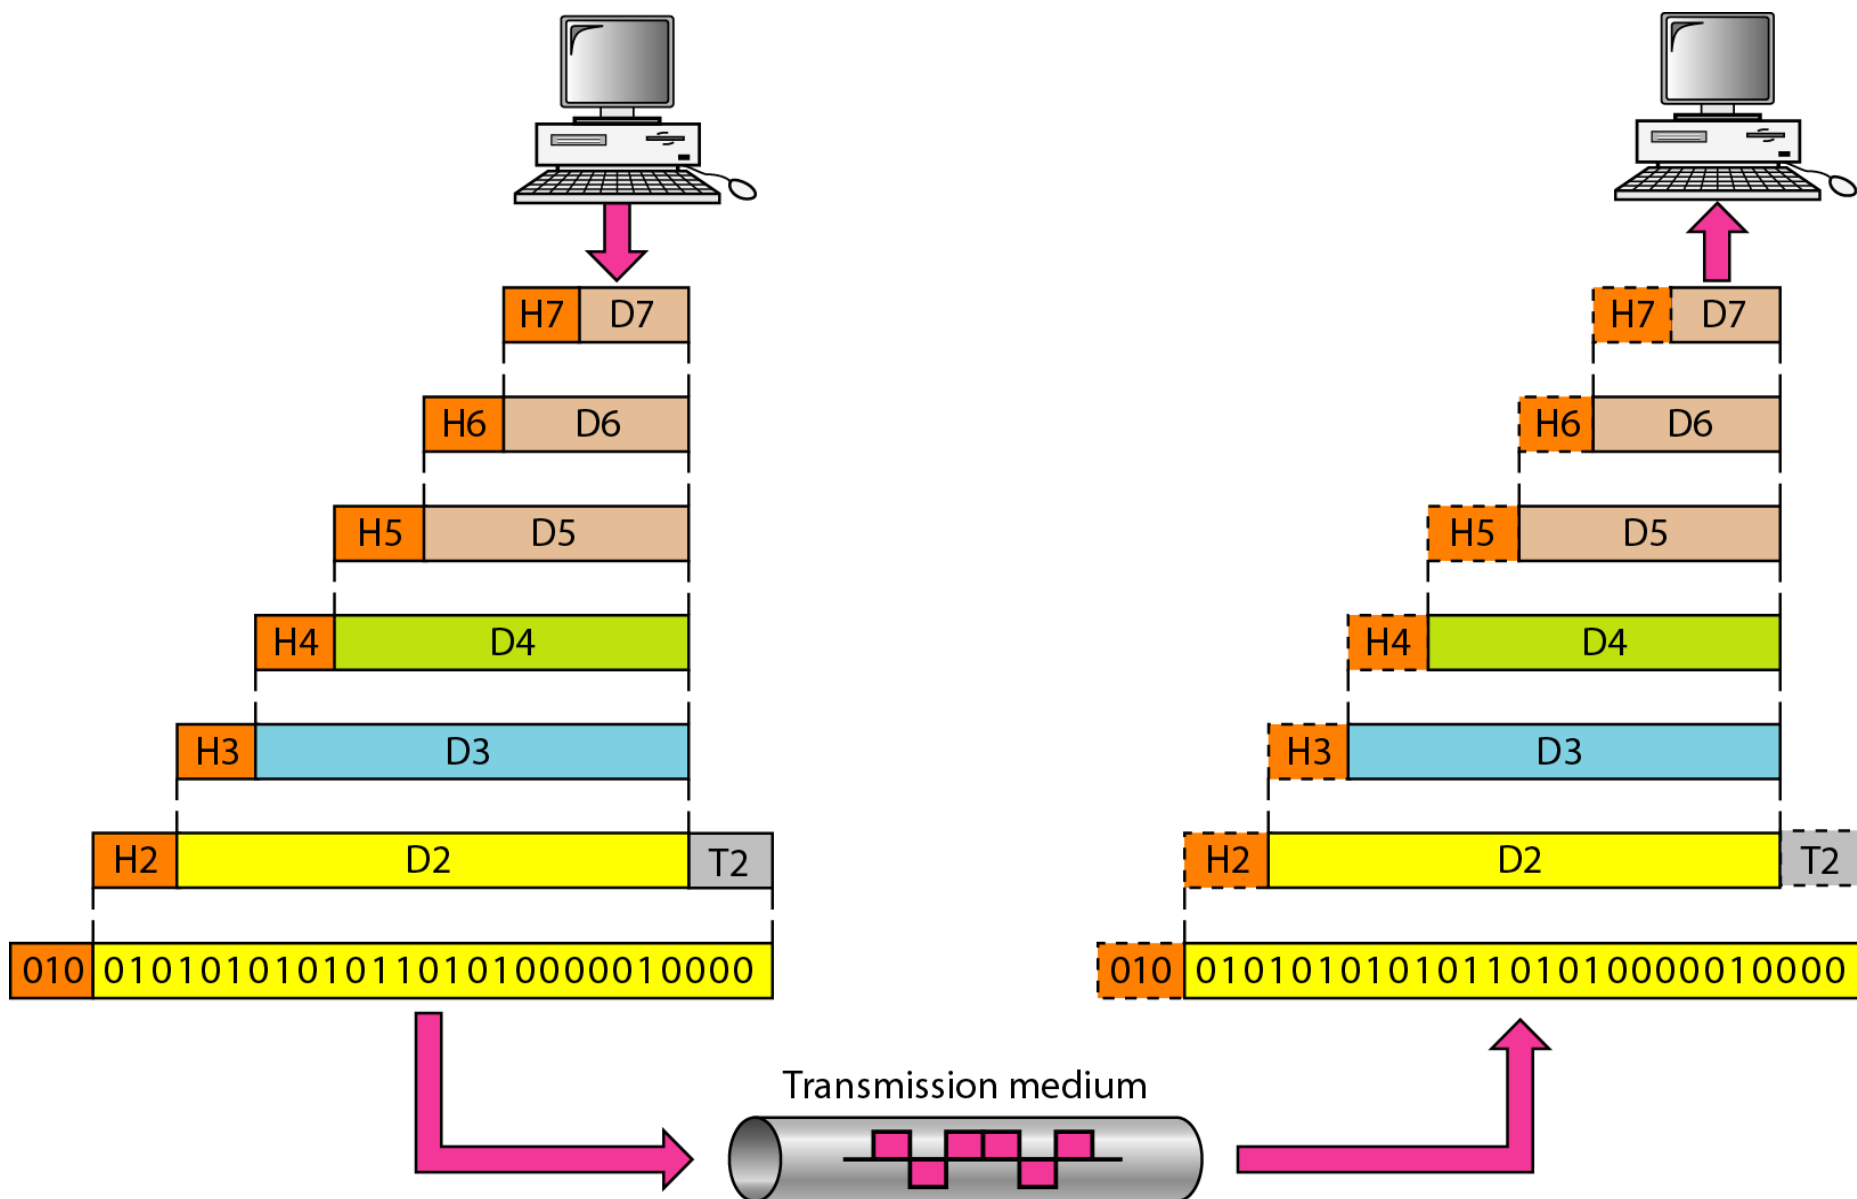 H7 D7 H7 D7
H6 D6 H6 D6
H5 D5 H5 D5
H4 D4 H4 D4
H3 D3 H3 D3
H2 D2 T2 H2 D2 T2
010 010101010101101010000010000 010 010101010101101010000010000
Transmission medium